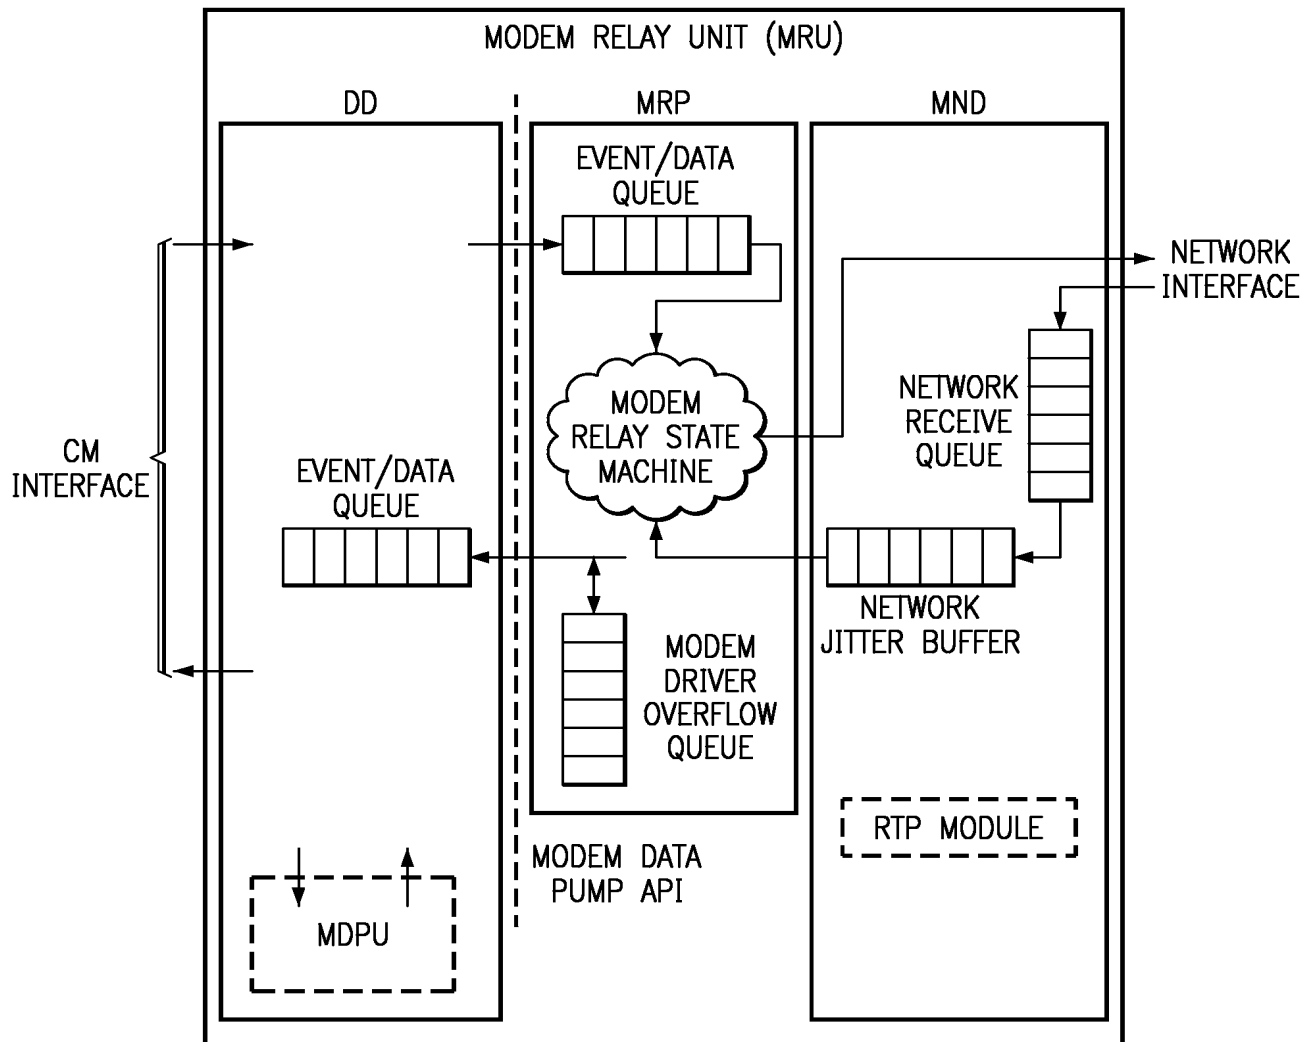 MODEM RELAY UNIT (MRU)
DD
MRP
MND
EVENT/DATA
QUEUE
NETWORK
INTERFACE
MODEM
RELAY STATE
MACHINE
NETWORK
RECEIVE
QUEUE
CM
INTERFACE
EVENT/DATA
QUEUE
NETWORK
JITTER BUFFER
MODEM
DRIVER
OVERFLOW
QUEUE
RTP MODULE
MODEM DATA
PUMP API
MDPU